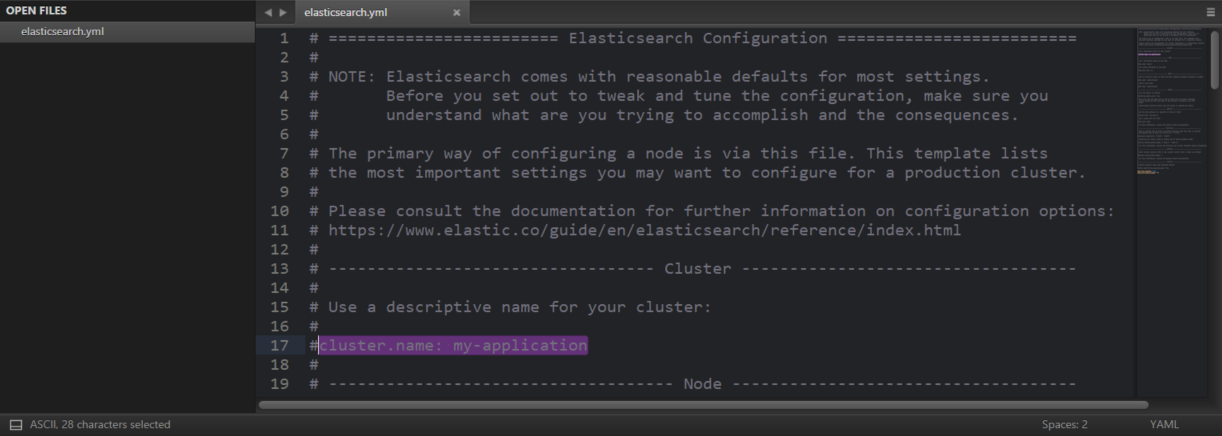 OPEN FILES
elasticsearch.yml
elasticsearch.yml ×
1 # ======================== Elasticsearch Configuration =========================
2 #
3 # NOTE: Elasticsearch comes with reasonable defaults for most settings.
4 #       Before you set out to tweak and tune the configuration, make sure you
5 #       understand what are you trying to accomplish and the consequences.
6 #
7 # The primary way of configuring a node is via this file. This template lists
8 # the most important settings you may want to configure for a production cluster.
9 #
10 # Please consult the documentation for further information on configuration options:
11 # https://www.elastic.co/guide/en/elasticsearch/reference/index.html
12 #
13 # ---------------------------------- Cluster -----------------------------------
14 #
15 # Use a descriptive name for your cluster:
16 #
17 #cluster.name: my-application
18 #
19 # ------------------------------------ Node ------------------------------------
ASCII, 28 characters selected
Spaces: 2
YAML